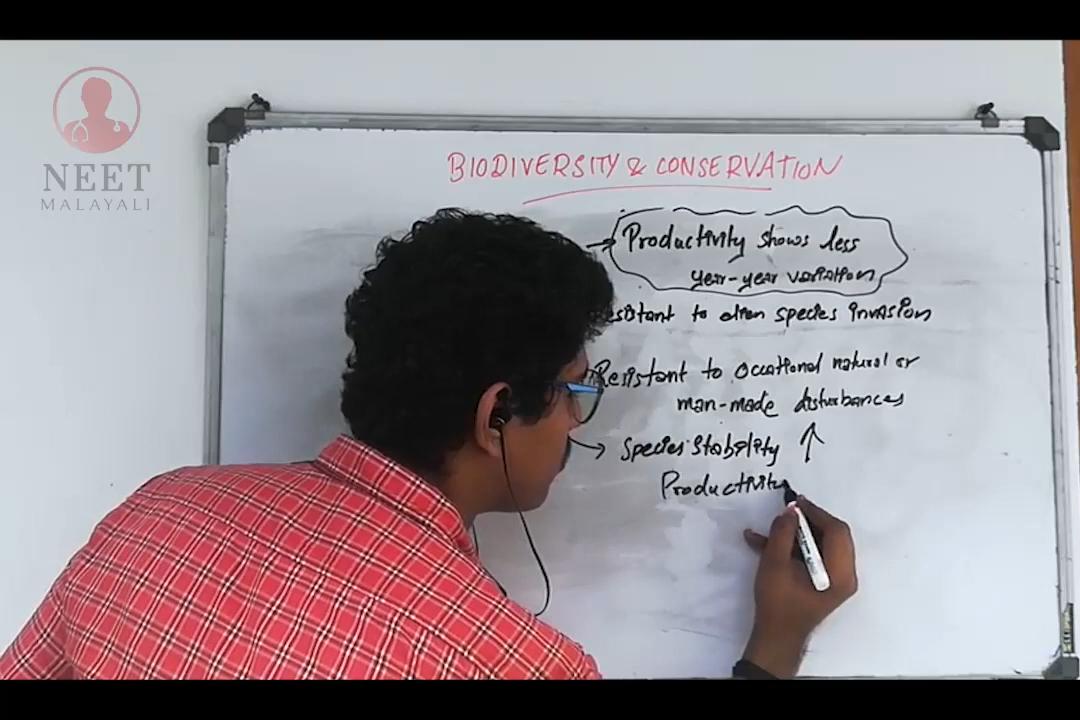 NEET
MALAYALI
BIODIVERSITY & CONSERVATION
→ Productivity shows less
year-year variation
esistant to alien species invasion
Resistant to occational natural or
man-made disturbances
→ Species Stability ↑
Productivity